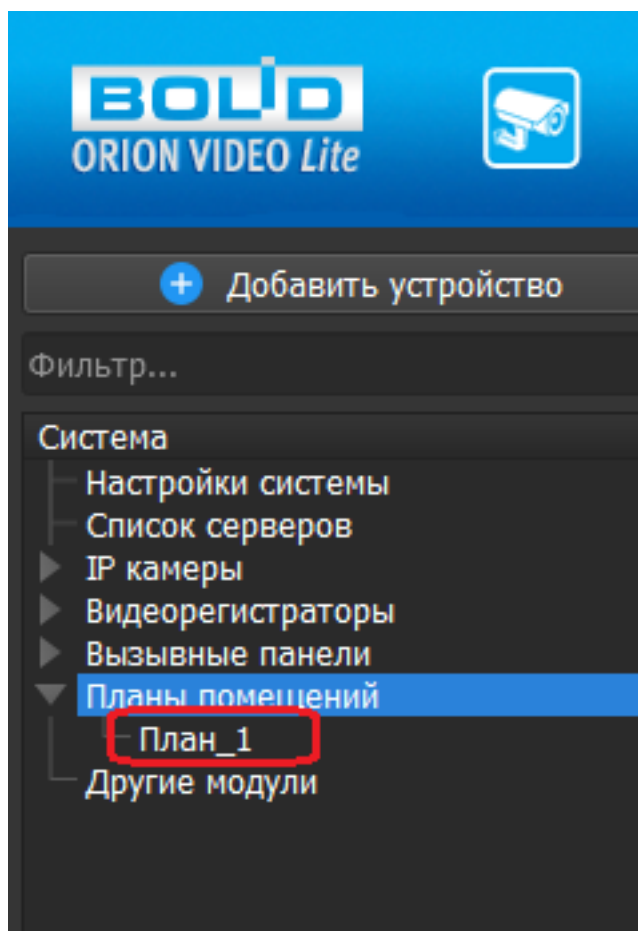 BOLID
ORION VIDEO Lite
Добавить устройство
Фильтр...
Система
Настройки системы
Список серверов
IP камеры
Видеорегистраторы
Вызывные панели
Планы помещений
План_1
Другие модули